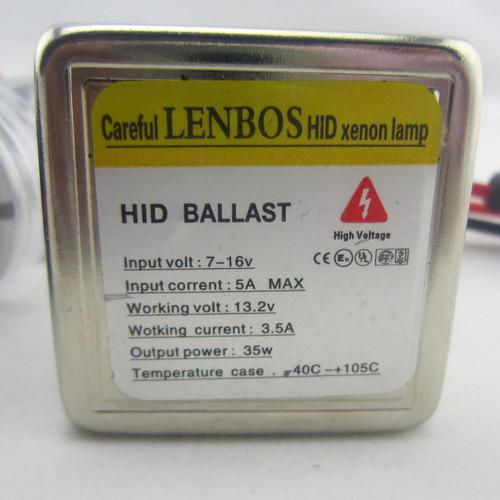 Careful LENBOS HID xenon lamp
HID BALLAST
High Voltage
Input volt : 7-16v
Input corrent : 5A MAX
Working volt : 13.2v
Wotking current : 3.5A
Output power : 35w
Temperature case . -40C-+105C